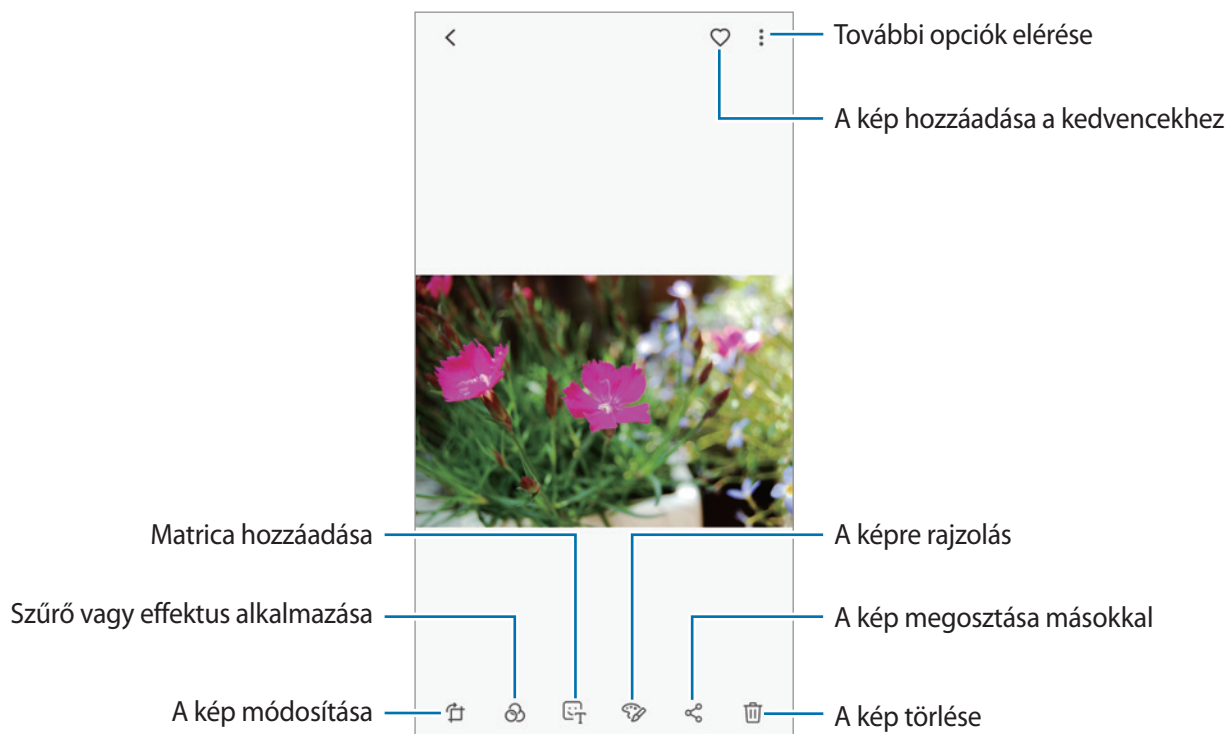 További opciók elérése
A kép hozzáadása a kedvencekhez
Matrica hozzáadása
A képre rajzolás
Szűrő vagy effektus alkalmazása
A kép megosztása másokkal
A kép módosítása
A kép törlése